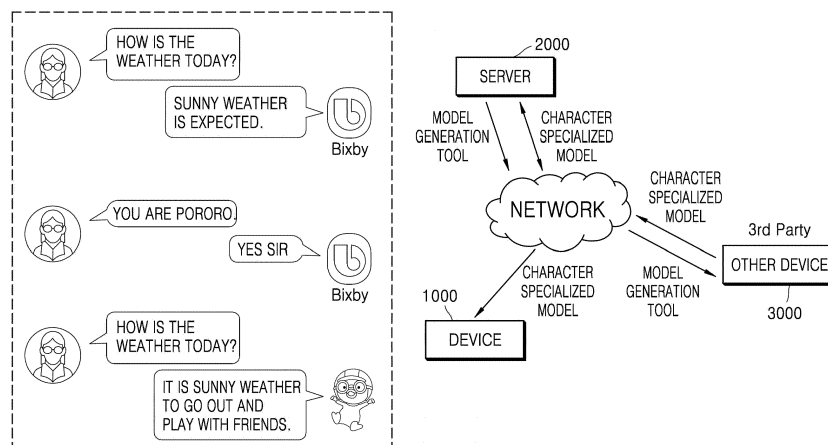 HOW IS THE
WEATHER TODAY?
SUNNY WEATHER
IS EXPECTED.
Bixby
YOU ARE PORORO.
YES SIR
Bixby
HOW IS THE
WEATHER TODAY?
IT IS SUNNY WEATHER
TO GO OUT AND
PLAY WITH FRIENDS.
2000
SERVER
MODEL
GENERATION
TOOL
CHARACTER
SPECIALIZED
MODEL
NETWORK
CHARACTER
SPECIALIZED
MODEL
3rd Party
OTHER DEVICE
3000
CHARACTER
SPECIALIZED
MODEL
MODEL
GENERATION
TOOL
1000
DEVICE